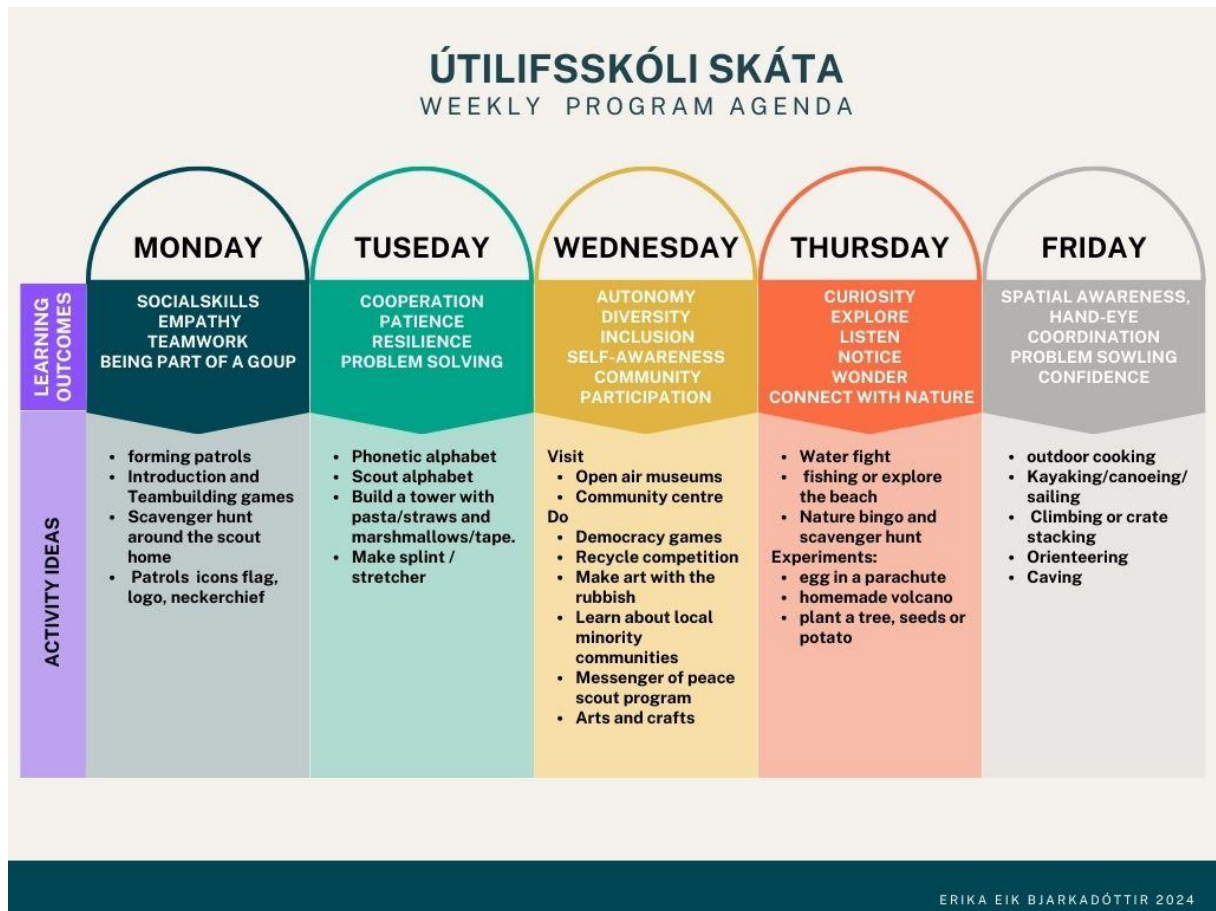 ÚTILIFSSKÓLI SKÁTA
WEEKLY PROGRAM AGENDA
MONDAY
TUSEDAY
WEDNESDAY
THURSDAY
FRIDAY
LEARNING
OUTCOMES
SOCIALSKILLS
EMPATHY
TEAMWORK
BEING PART OF A GOUP
COOPERATION
PATIENCE
RESILIENCE
PROBLEM SOLVING
AUTONOMY
DIVERSITY
INCLUSION
SELF-AWARENESS
COMMUNITY
PARTICIPATION
CURIOSITY
EXPLORE
LISTEN
NOTICE
WONDER
CONNECT WITH NATURE
SPATIAL AWARENESS,
HAND-EYE
COORDINATION
PROBLEM SOWLING
CONFIDENCE
ACTIVITY IDEAS
• forming patrols
• Introduction and
Teambuilding games
• Scavenger hunt
around the scout
home
• Patrols icons flag,
logo, neckerchief
• Phonetic alphabet
• Scout alphabet
• Build a tower with
pasta/straws and
marshmallows/tape.
• Make splint /
stretcher
Visit
• Open air museums
• Community centre
Do
• Democracy games
• Recycle competition
• Make art with the
rubbish
• Learn about local
minority
communities
• Messenger of peace
scout program
• Arts and crafts
• Water fight
• fishing or explore
the beach
• Nature bingo and
scavenger hunt
Experiments:
• egg in a parachute
• homemade volcano
• plant a tree, seeds or
potato
• outdoor cooking
• Kayaking/canoeing/
sailing
• Climbing or crate
stacking
• Orienteering
• Caving
ERIKA EIK BJARKADÓTTIR 2024